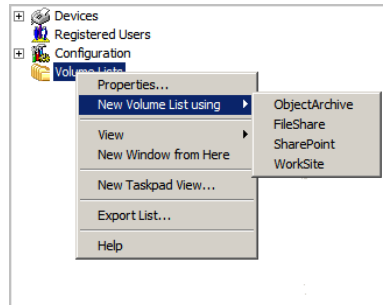 Devices
Registered Users
Configuration
Volume Lists
Properties...
New Volume List using
View
New Window from Here
New Taskpad View...
Export List...
Help
ObjectArchive
FileShare
SharePoint
WorkSite